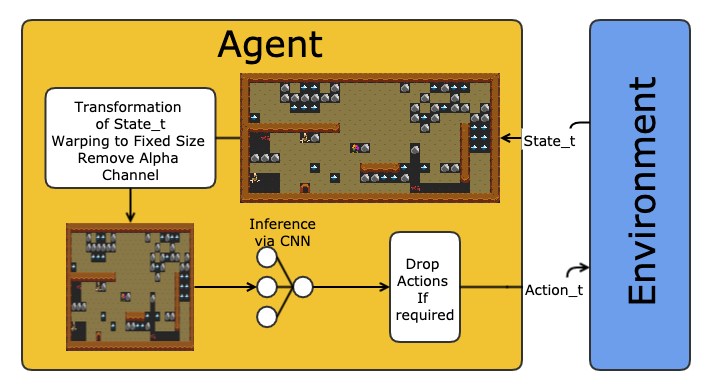 Agent
Transformation
of State_t
Warping to Fixed Size
Remove Alpha
Channel
State_t
Environment
Inference
via CNN
Drop
Actions
If
required
Action_t